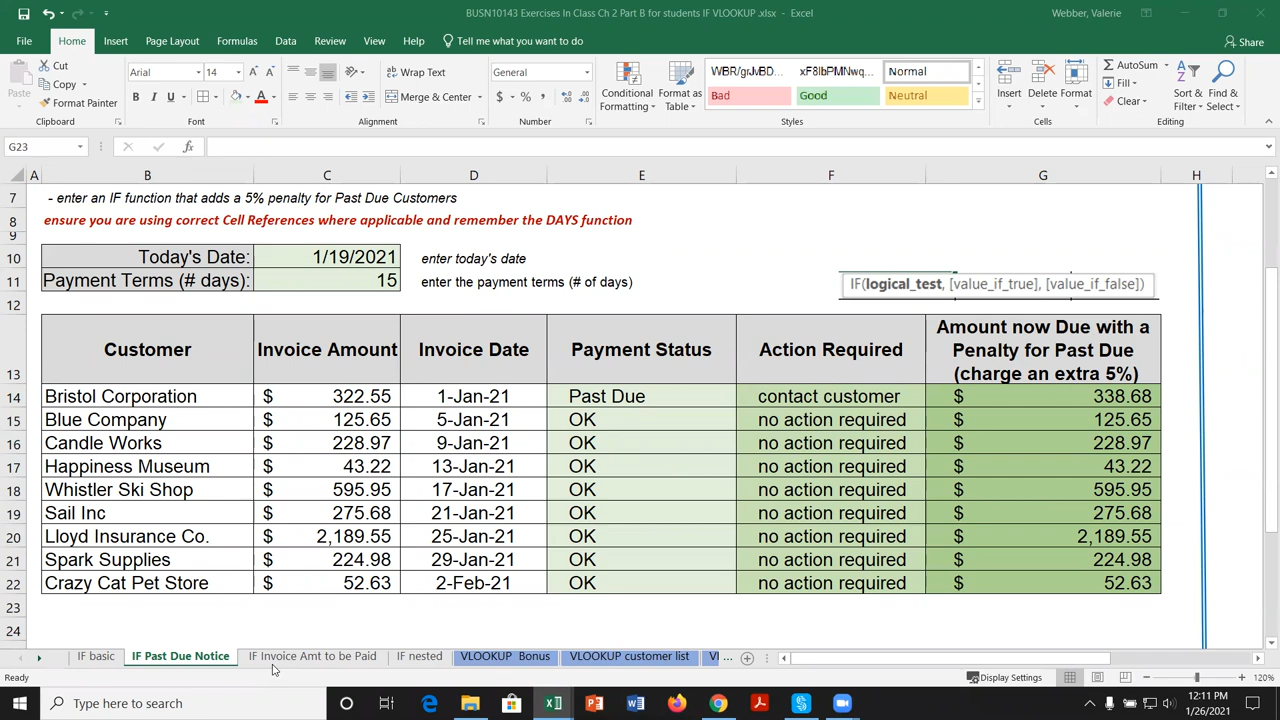 BUSN10143 Exercises In Class Ch 2 Part B for students IF VLOOKUP .xlsx - Excel
Webber, Valerie
File Home Insert Page Layout Formulas Data Review View Help Tell me what you want to do Share
Paste Cut Copy Format Painter
Clipboard
Arial 14
B I U
Font
Wrap Text
Merge & Center
Alignment
General
$ % ,
Number
Conditional Formatting
Format as Table
WBR/grJvBD... xF8IbPMNwq... Normal
Bad Good Neutral
Styles
Insert Delete Format
Cells
AutoSum
Fill
Clear
Sort & Filter
Find & Select
Editing
G23
fx
A B C D E F G H
7 - enter an IF function that adds a 5% penalty for Past Due Customers
8 ensure you are using correct Cell References where applicable and remember the DAYS function
9
10 Today's Date: 1/19/2021 enter today's date
11 Payment Terms (# days): 15 enter the payment terms (# of days)
IF(logical_test, [value_if_true], [value_if_false])
12
13 Customer Invoice Amount Invoice Date Payment Status Action Required Amount now Due with a Penalty for Past Due (charge an extra 5%)
14 Bristol Corporation $ 322.55 1-Jan-21 Past Due contact customer $ 338.68
15 Blue Company $ 125.65 5-Jan-21 OK no action required $ 125.65
16 Candle Works $ 228.97 9-Jan-21 OK no action required $ 228.97
17 Happiness Museum $ 43.22 13-Jan-21 OK no action required $ 43.22
18 Whistler Ski Shop $ 595.95 17-Jan-21 OK no action required $ 595.95
19 Sail Inc $ 275.68 21-Jan-21 OK no action required $ 275.68
20 Lloyd Insurance Co. $ 2,189.55 25-Jan-21 OK no action required $ 2,189.55
21 Spark Supplies $ 224.98 29-Jan-21 OK no action required $ 224.98
22 Crazy Cat Pet Store $ 52.63 2-Feb-21 OK no action required $ 52.63
23
24
IF basic IF Past Due Notice IF Invoice Amt to be Paid IF nested VLOOKUP Bonus VLOOKUP customer list VI ...
Ready Display Settings 120%
Type here to search
12:11 PM
1/26/2021